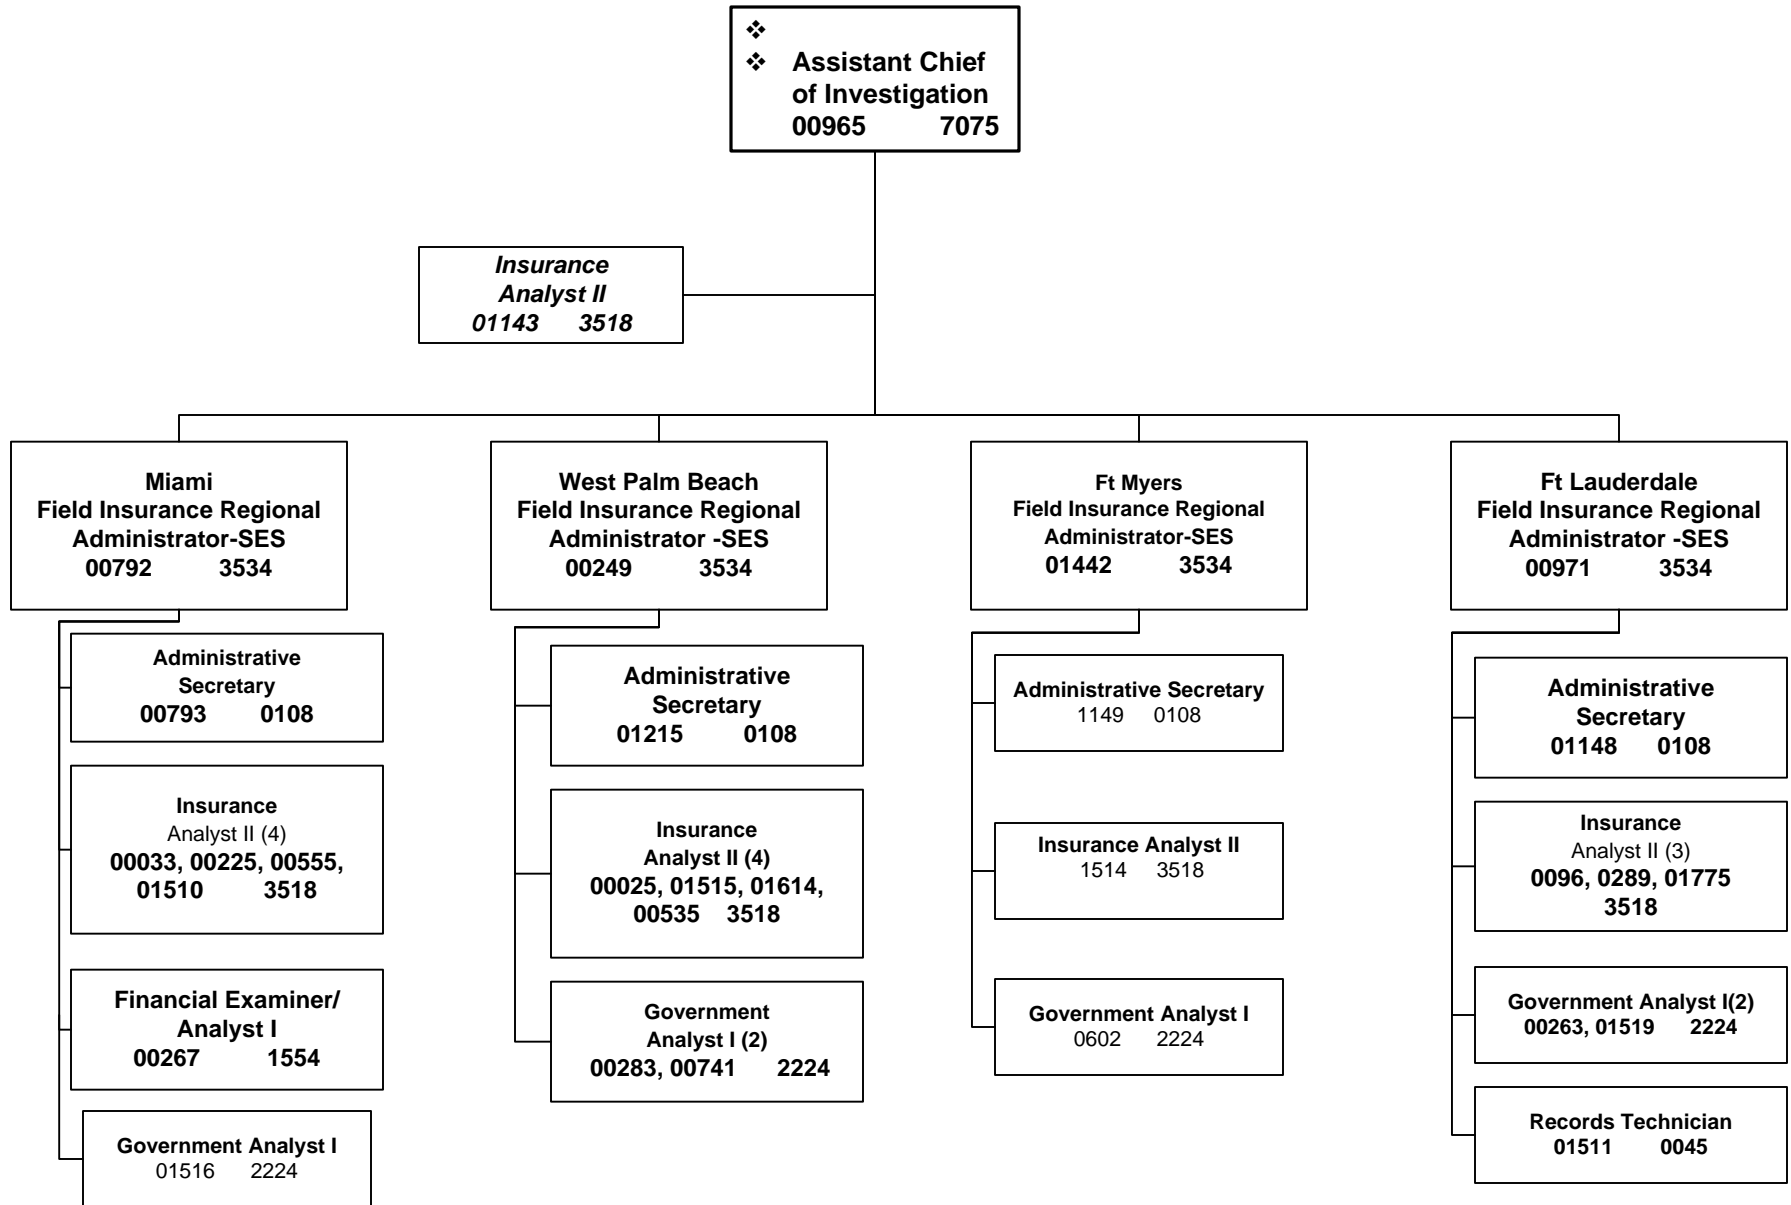 ❖
❖ Assistant Chief
of Investigation
00965 7075
Insurance
Analyst II
01143 3518
Miami
Field Insurance Regional
Administrator-SES
00792 3534
West Palm Beach
Field Insurance Regional
Administrator -SES
00249 3534
Ft Myers
Field Insurance Regional
Administrator-SES
01442 3534
Ft Lauderdale
Field Insurance Regional
Administrator -SES
00971 3534
Administrative
Secretary
00793 0108
Insurance
Analyst II (4)
00033, 00225, 00555,
01510 3518
Financial Examiner/
Analyst I
00267 1554
Government Analyst I
01516 2224
Administrative
Secretary
01215 0108
Insurance
Analyst II (4)
00025, 01515, 01614,
00535 3518
Government
Analyst I (2)
00283, 00741 2224
Administrative Secretary
1149 0108
Insurance Analyst II
1514 3518
Government Analyst I
0602 2224
Administrative
Secretary
01148 0108
Insurance
Analyst II (3)
0096, 0289, 01775
3518
Government Analyst I(2)
00263, 01519 2224
Records Technician
01511 0045